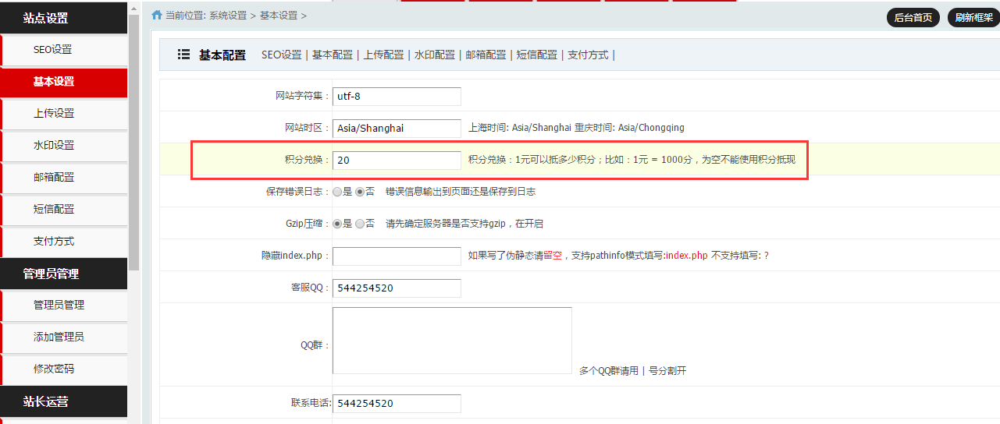 站点设置
SEO设置
基本设置
上传设置
水印设置
邮箱配置
短信配置
支付方式
管理员管理
管理员管理
添加管理员
修改密码
站长运营
当前位置: 系统设置 > 基本设置 >
后台首页 刷新框架
基本配置 SEO设置 | 基本配置 | 上传配置 | 水印配置 | 邮箱配置 | 短信配置 | 支付方式 |
网站字符集： utf-8
网站时区： Asia/Shanghai 上海时间: Asia/Shanghai 重庆时间: Asia/Chongqing
积分兑换： 20 积分兑换：1元可以抵多少积分；比如：1元 = 1000分，为空不能使用积分抵现
保存错误日志： 是 否 错误信息输出到页面还是保存到日志
Gzip压缩： 是 否 请先确定服务器是否支持gzip，在开启
隐藏index.php： 如果写了伪静态请留空，支持pathinfo模式填写:index.php 不支持填写:？
客服QQ： 544254520
QQ群： 多个QQ群请用 | 号分割开
联系电话: 544254520